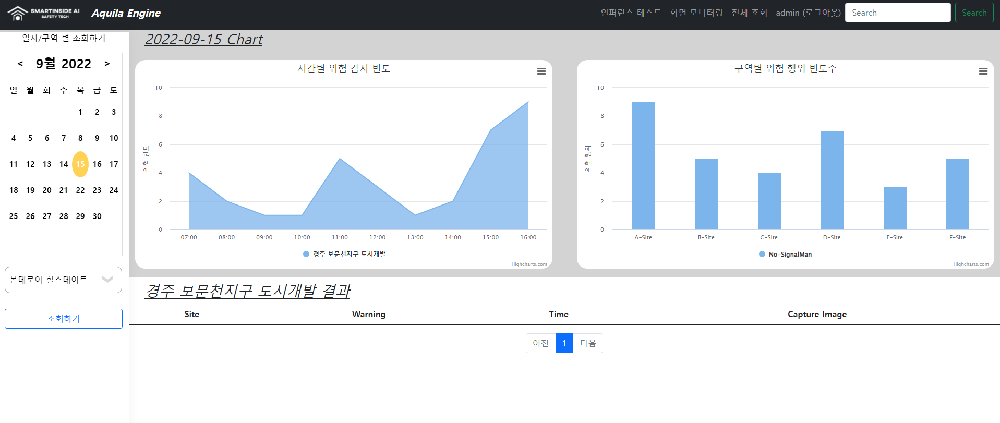 SMARTINSIDE AI
SAFETY TECH
Aquila Engine
인퍼런스 테스트 화면 모니터링 전체 조회 admin (로그아웃) Search Search
일자/구역 별 조회하기
< 9월 2022 >
일 월 화 수 목 금 토
1 2 3
4 5 6 7 8 9 10
11 12 13 14 15 16 17
18 19 20 21 22 23 24
25 26 27 28 29 30
몬테로이 힐스테이트
조회하기
2022-09-15 Chart
시간별 위험 감지 빈도
위험 빈도
10
8
6
4
2
0
07:00 08:00 09:00 10:00 11:00 12:00 13:00 14:00 15:00 16:00
경주 보문천지구 도시개발
Highcharts.com
구역별 위험 행위 빈도수
위험 행위
10
8
6
4
2
0
A-Site B-Site C-Site D-Site E-Site F-Site
No-SignalMan
Highcharts.com
경주 보문천지구 도시개발 결과
Site Warning Time Capture Image
이전 1 다음